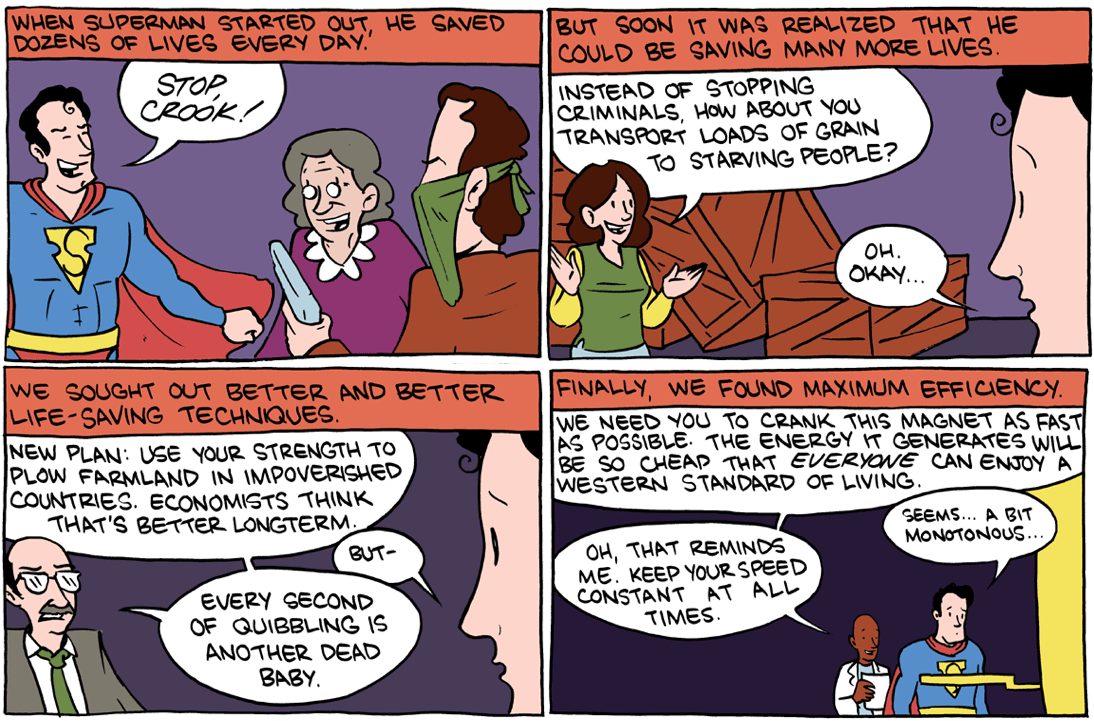 WHEN SUPERMAN STARTED OUT, HE SAVED
DOZENS OF LIVES EVERY DAY.
STOP,
CROOK!
S
BUT SOON IT WAS REALIZED THAT HE
COULD BE SAVING MANY MORE LIVES.
INSTEAD OF STOPPING
CRIMINALS, HOW ABOUT YOU
TRANSPORT LOADS OF GRAIN
TO STARVING PEOPLE?
OH.
OKAY...
WE SOUGHT OUT BETTER AND BETTER
LIFE-SAVING TECHNIQUES.
NEW PLAN: USE YOUR STRENGTH TO
PLOW FARMLAND IN IMPOVERISHED
COUNTRIES. ECONOMISTS THINK
THAT'S BETTER LONGTERM.
BUT-
EVERY SECOND
OF QUIBBLING IS
ANOTHER DEAD
BABY.
FINALLY, WE FOUND MAXIMUM EFFICIENCY.
WE NEED YOU TO CRANK THIS MAGNET AS FAST
AS POSSIBLE. THE ENERGY IT GENERATES WILL
BE SO CHEAP THAT EVERYONE CAN ENJOY A
WESTERN STANDARD OF LIVING.
SEEMS... A BIT
MONOTONOUS...
OH, THAT REMINDS
ME. KEEP YOUR SPEED
CONSTANT AT ALL
TIMES.
S